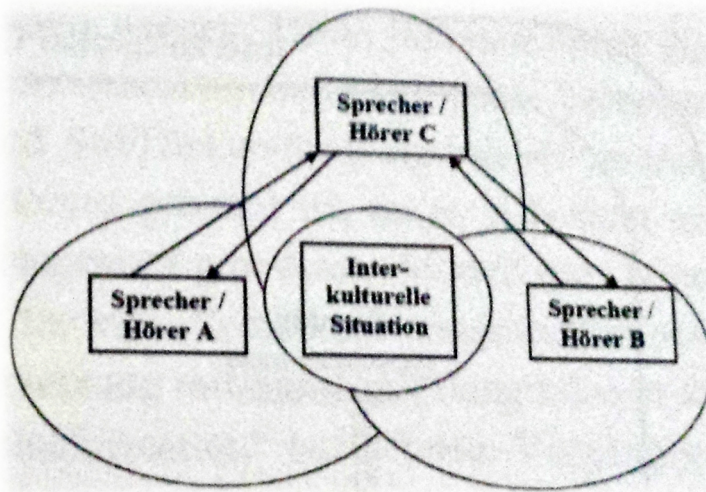 Sprecher /
Hörer C
Sprecher /
Hörer A
Inter-
kulturelle
Situation
Sprecher /
Hörer B